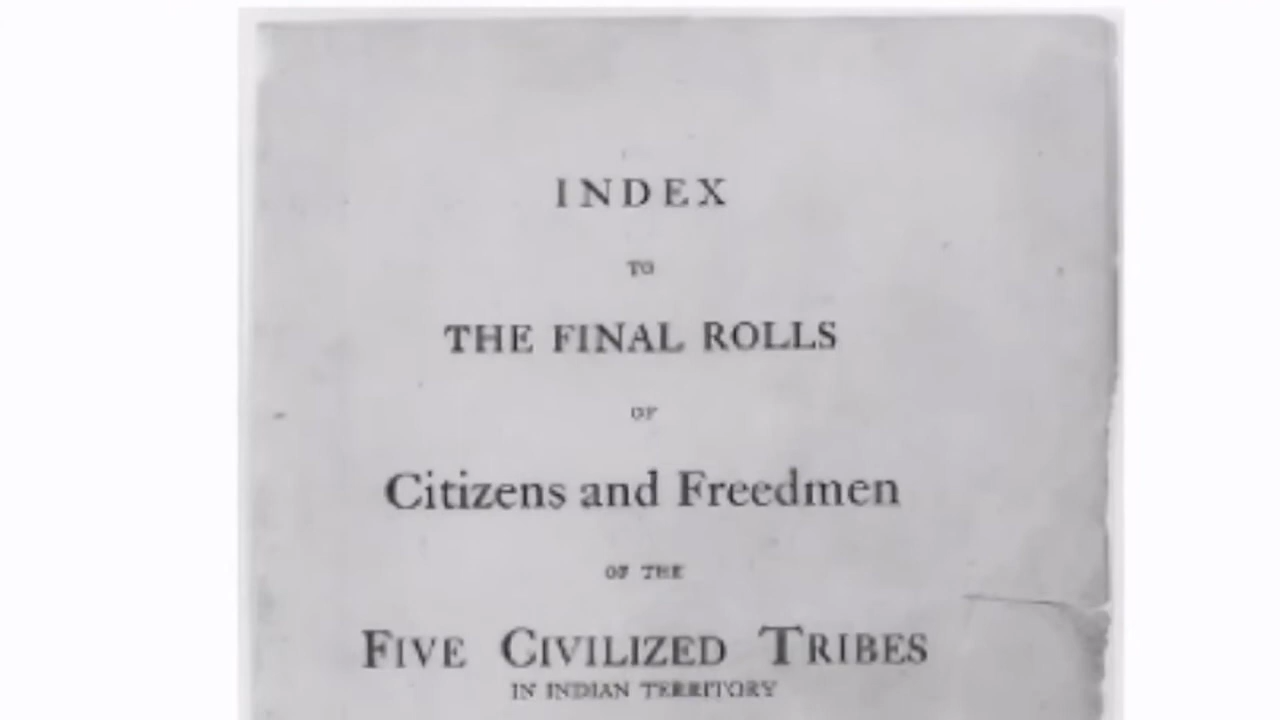 INDEX
TO
THE FINAL ROLLS
OF
Citizens and Freedmen
OF THE
FIVE CIVILIZED TRIBES
IN INDIAN TERRITORY